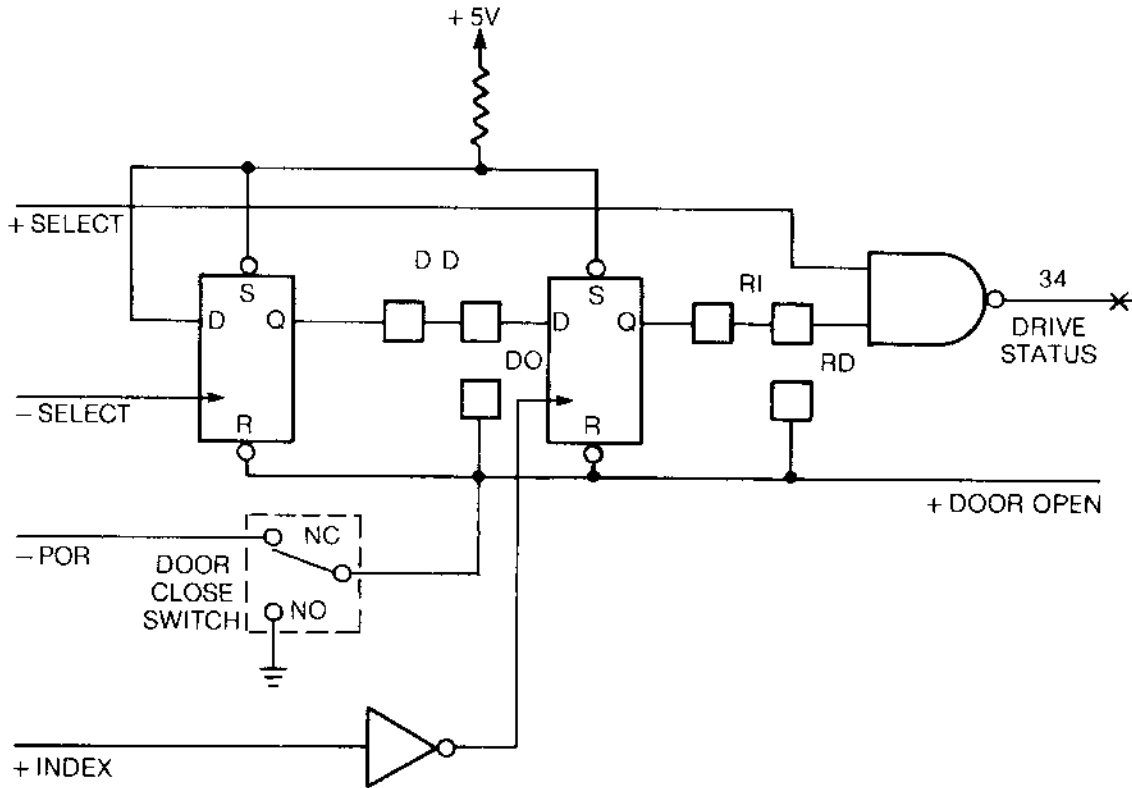 + 5V
+ SELECT
D D
S
S
RI
34
D
Q
D
Q
DRIVE
STATUS
DO
RD
− SELECT
R
R
+ DOOR OPEN
− POR
NC
DOOR
CLOSE
SWITCH
NO
+ INDEX